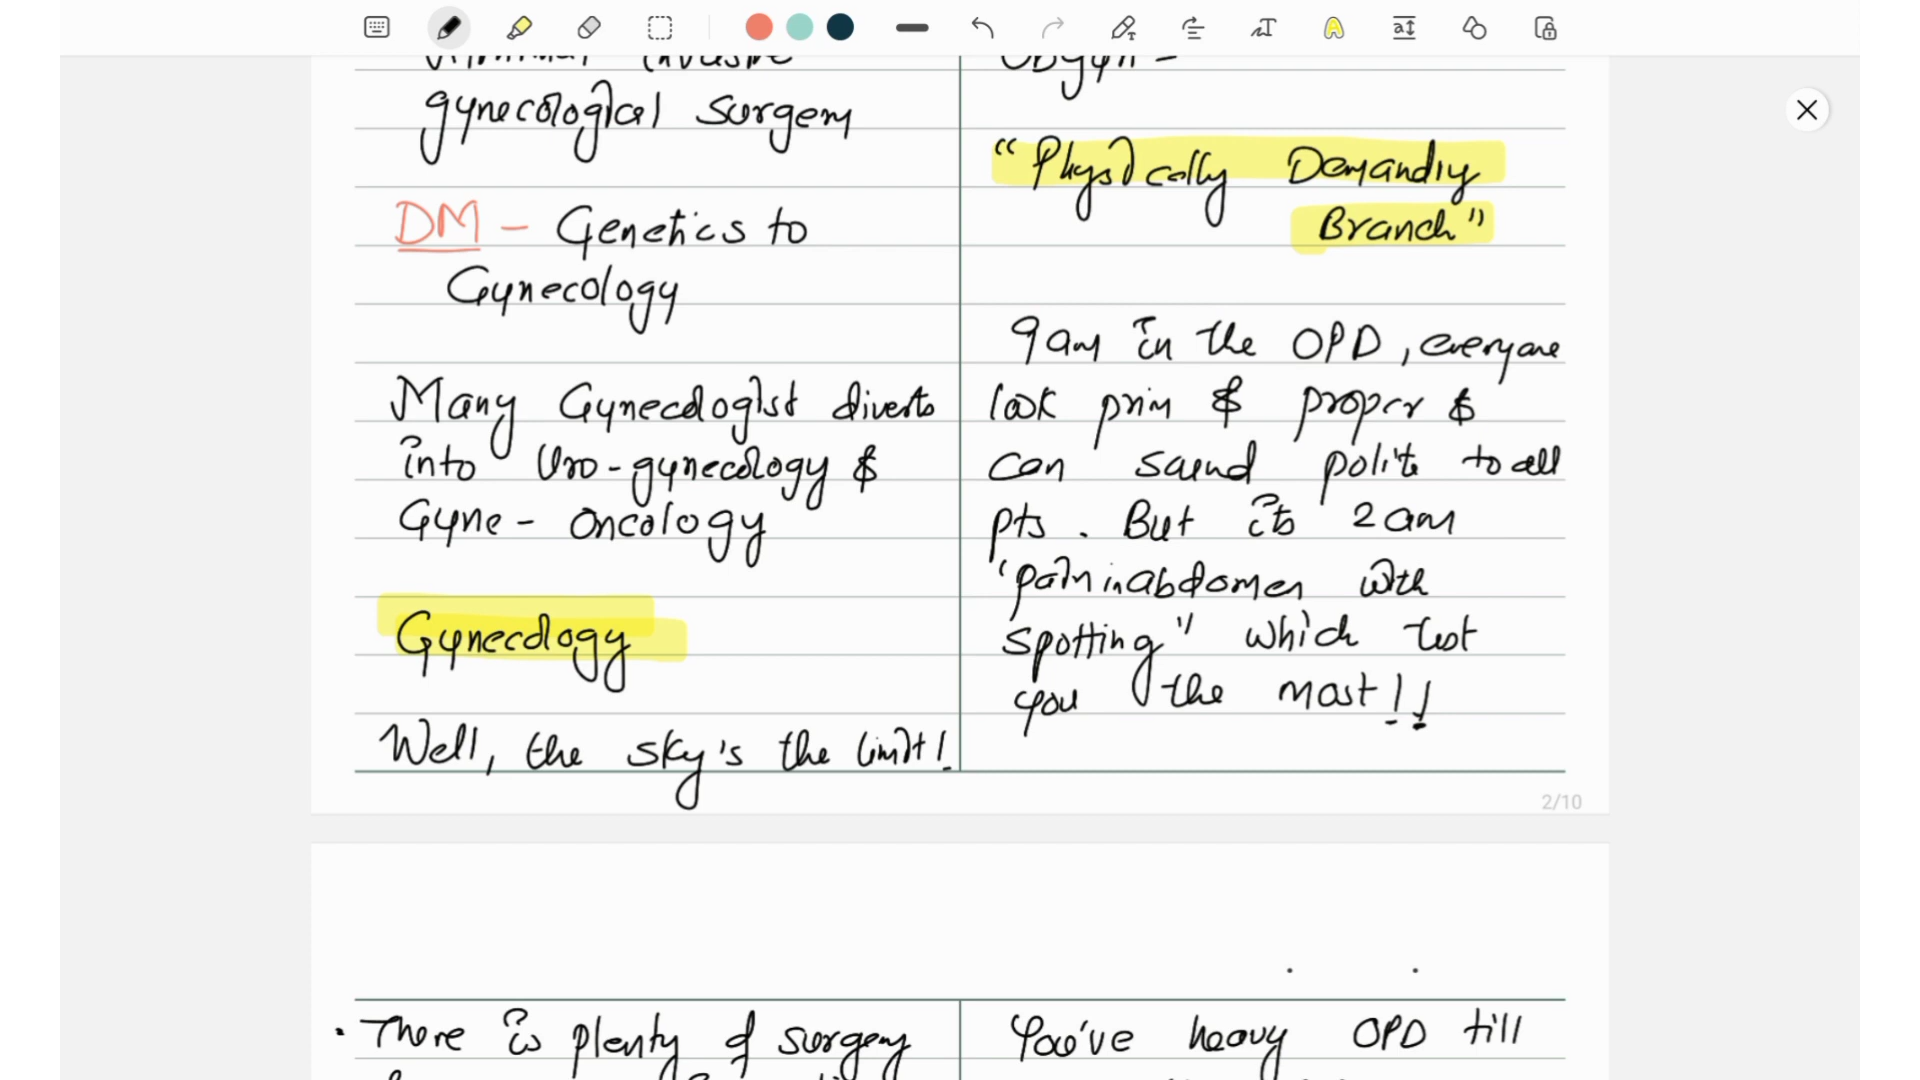 gynecological surgery
DM - Genetics to
Gynecology
Many Gynecologist diverts
into Uro-gynecology &
Gyne - oncology
Gynecology
Well, the sky's the limit!
Obgyn -
"Physically Demanding
Branch"
9am in the OPD, everyone
look prim & proper &
can sound polite to all
pts. But its 2am
"pain in abdomen with
spotting" which test
you the most!!
2/10
• There is plenty of surgery
You've heavy OPD till